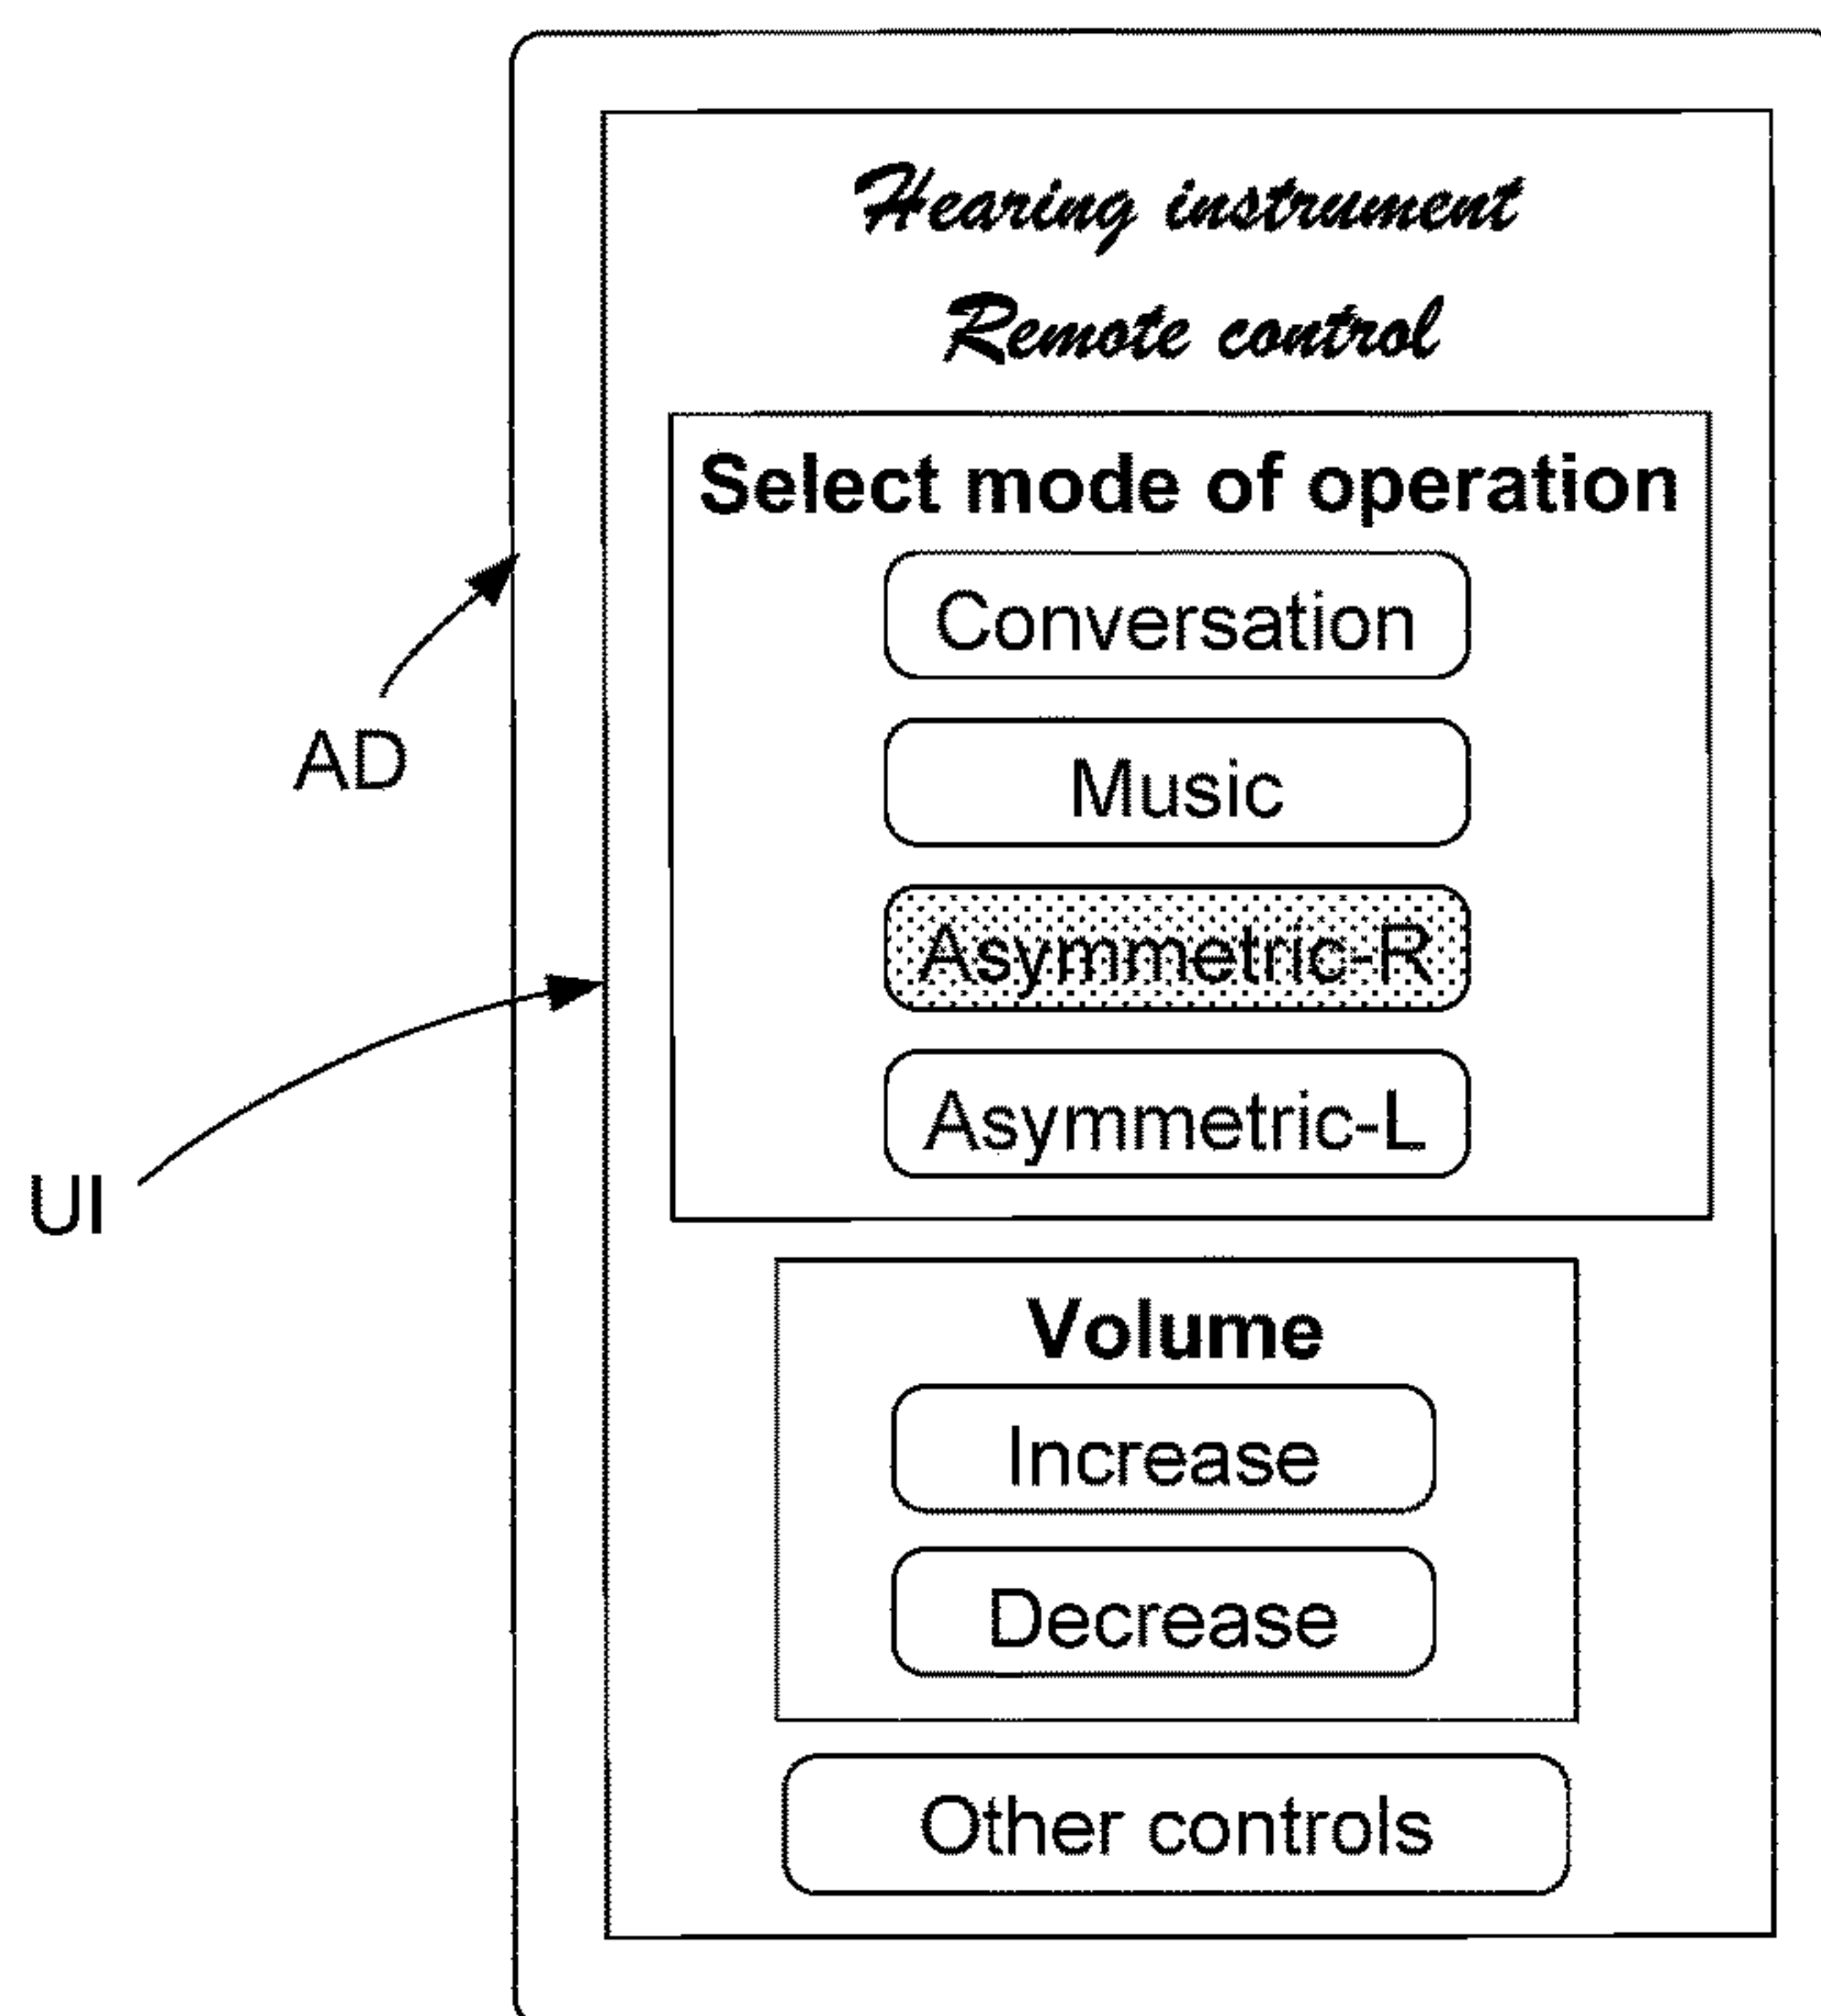 Hearing instrument
Remote control
Select mode of operation
Conversation
Music
AD
Asymmetric-R
Asymmetric-L
UI
Volume
Increase
Decrease
Other controls